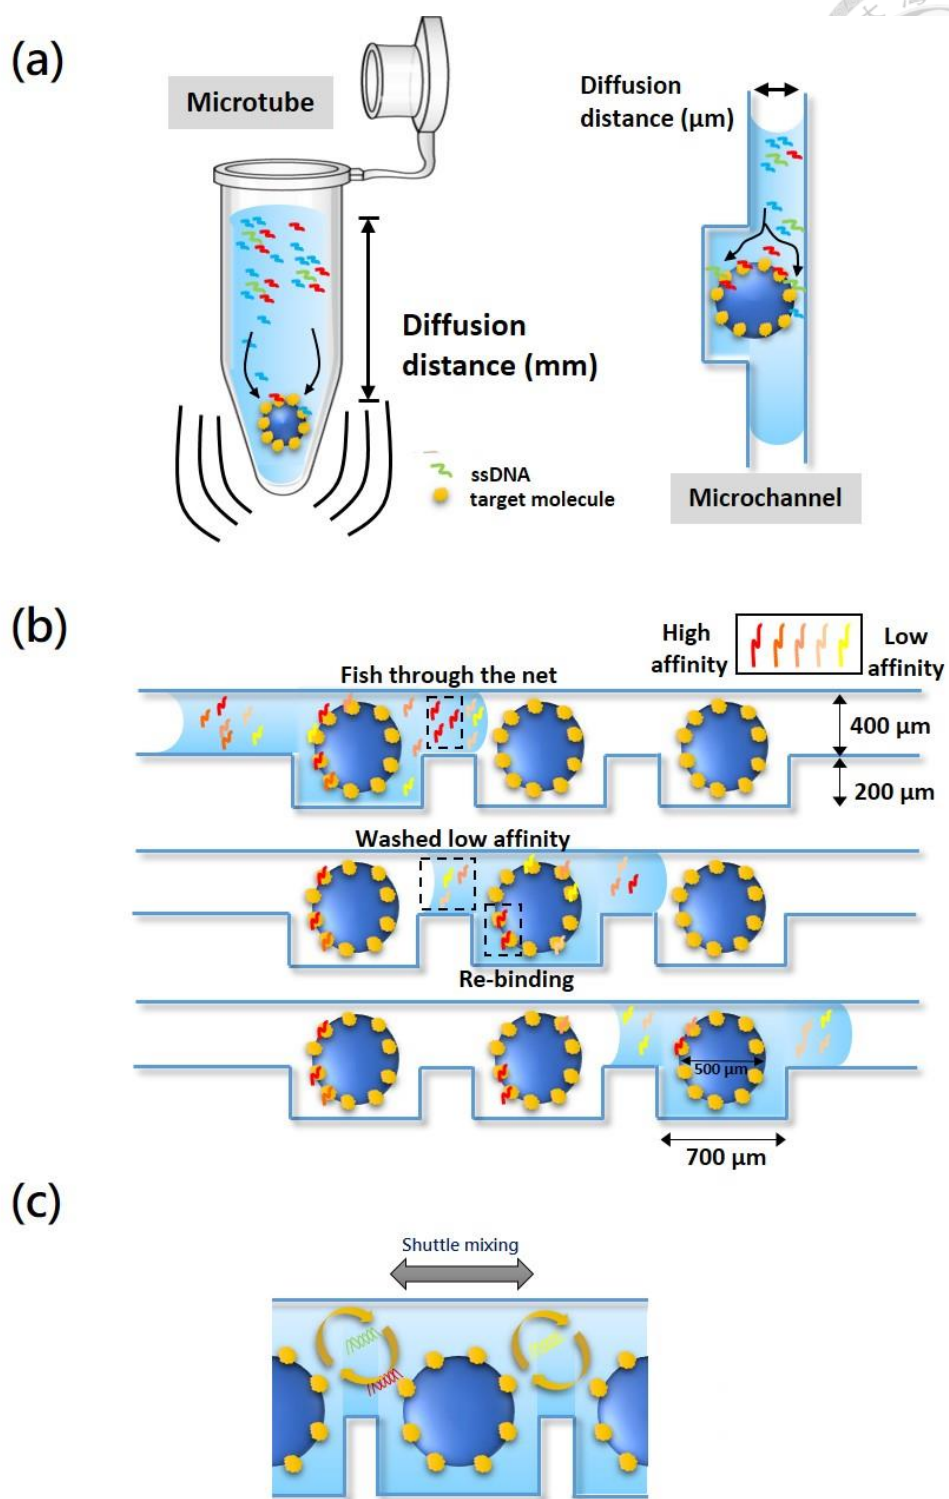 (a)
Microtube
Diffusion
distance (μm)
Diffusion
distance (mm)
ssDNA
target molecule
Microchannel
(b)
High
affinity
Low
affinity
Fish through the net
400 μm
200 μm
Washed low affinity
Re-binding
500 μm
700 μm
(c)
Shuttle mixing